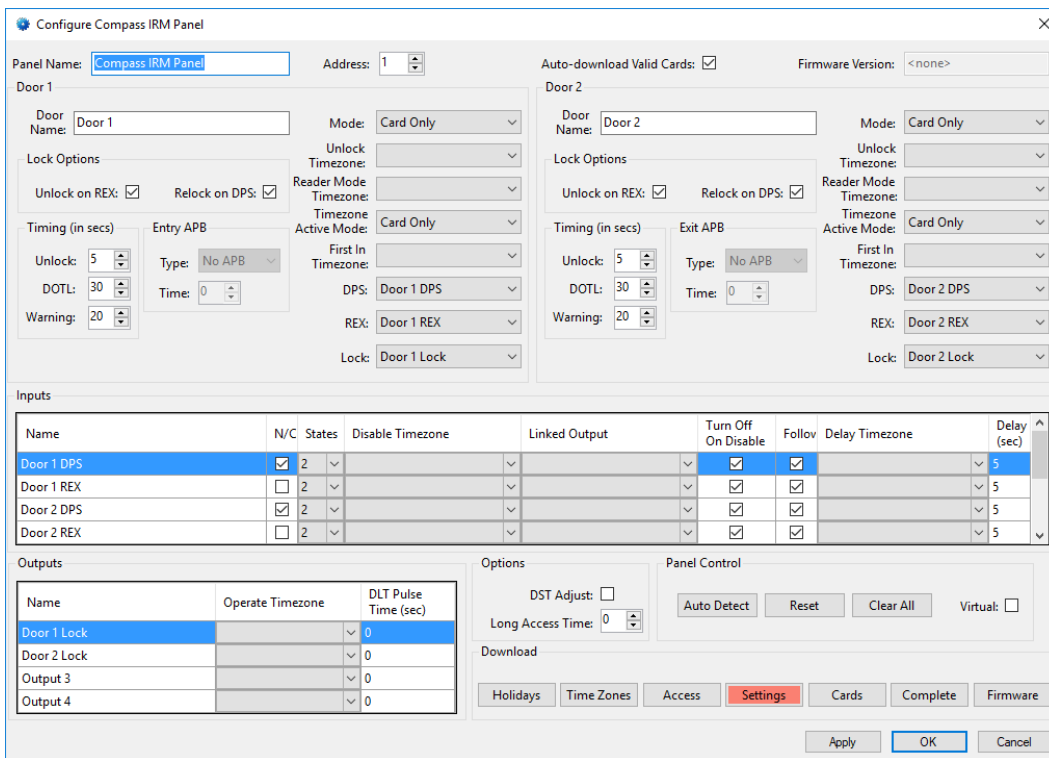 Configure Compass IRM Panel
Panel Name: Compass IRM Panel Address: 1 Auto-download Valid Cards: Firmware Version: <none>
Door 1
Door Name: Door 1
Mode: Card Only
Unlock Timezone:
Lock Options
Unlock on REX: Relock on DPS:
Reader Mode Timezone:
Timezone Active Mode: Card Only
Timing (in secs)
Unlock: 5
DOTL: 30
Warning: 20
Entry APB
Type: No APB
Time: 0
First In Timezone:
DPS: Door 1 DPS
REX: Door 1 REX
Lock: Door 1 Lock
Door 2
Door Name: Door 2
Mode: Card Only
Unlock Timezone:
Lock Options
Unlock on REX: Relock on DPS:
Reader Mode Timezone:
Timezone Active Mode: Card Only
Timing (in secs)
Unlock: 5
DOTL: 30
Warning: 20
Exit APB
Type: No APB
Time: 0
First In Timezone:
DPS: Door 2 DPS
REX: Door 2 REX
Lock: Door 2 Lock
Inputs
Name N/C States Disable Timezone Linked Output Turn Off On Disable Follov Delay Timezone Delay (sec)
Door 1 DPS 2 5
Door 1 REX 2 5
Door 2 DPS 2 5
Door 2 REX 2 5
Outputs
Name Operate Timezone DLT Pulse Time (sec)
Door 1 Lock 0
Door 2 Lock 0
Output 3 0
Output 4 0
Options
DST Adjust:
Long Access Time: 0
Panel Control
Auto Detect Reset Clear All Virtual:
Download
Holidays Time Zones Access Settings Cards Complete Firmware
Apply OK Cancel